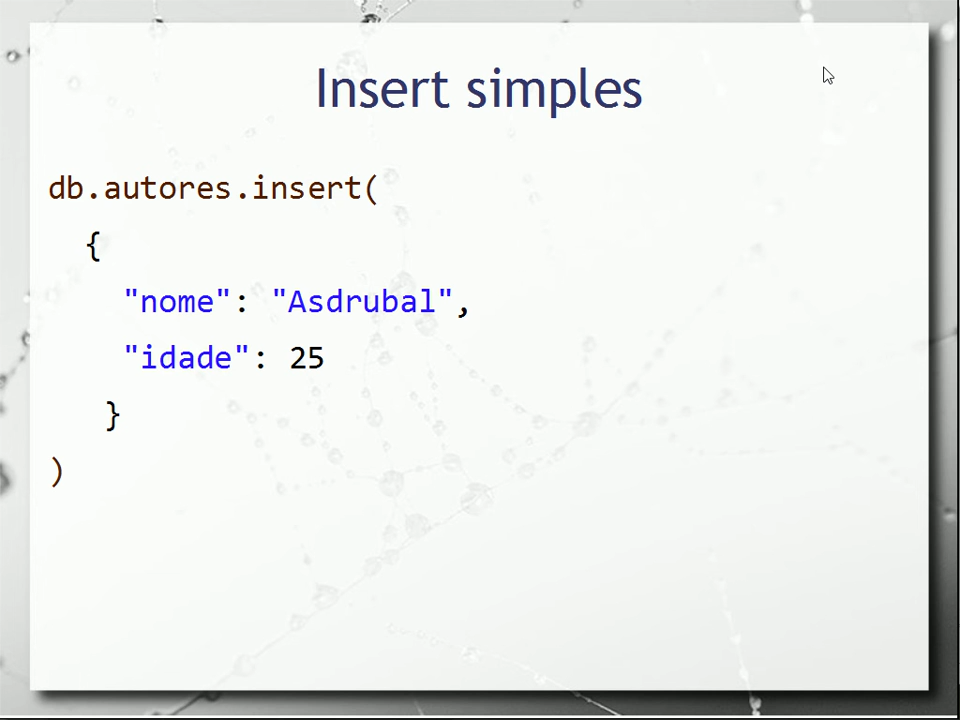 Insert simples
db.autores.insert(
{
"nome": "Asdrubal",
"idade": 25
}
)